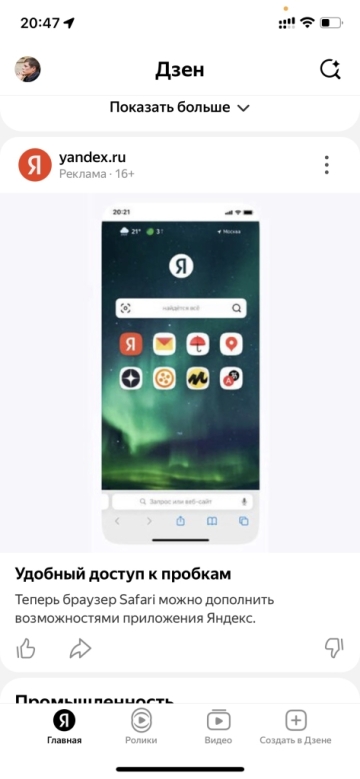 20:47
Дзен
Показать больше
Я
yandex.ru
Реклама · 16+
20:21
21° 3↑
Москва
Я
найдётся всё
Я
Запрос или веб-сайт
Удобный доступ к пробкам
Теперь браузер Safari можно дополнить
возможностями приложения Яндекс.
Промышленность
Я
Главная Ролики Видео Создать в Дзене